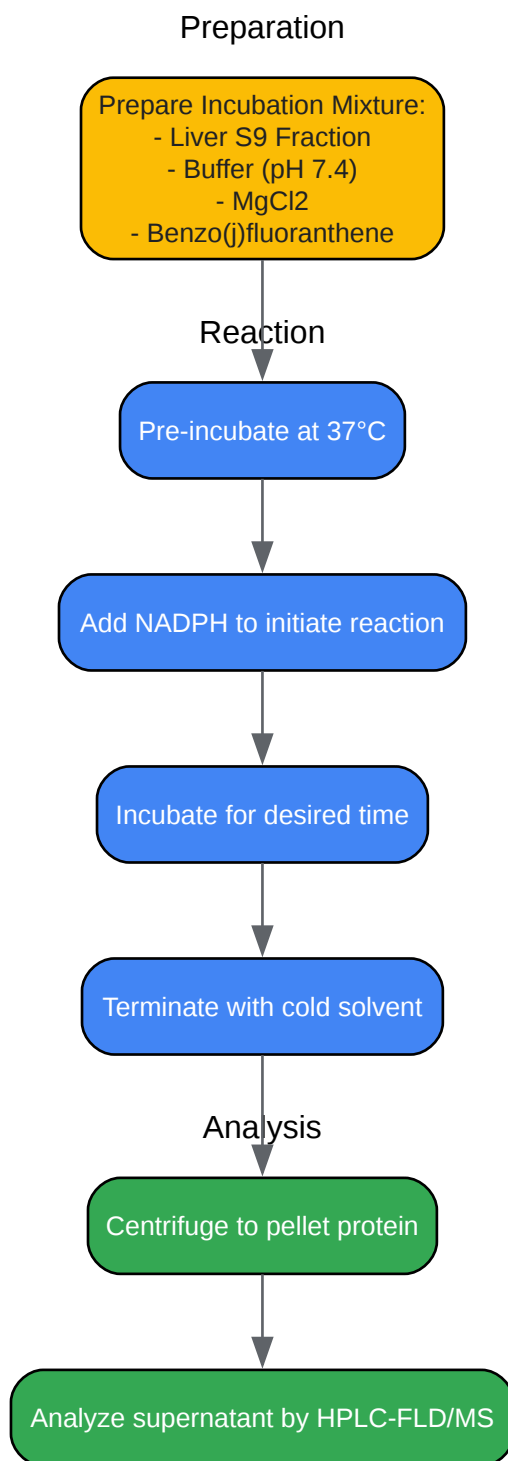 Preparation
Prepare Incubation Mixture:
- Liver S9 Fraction
- Buffer (pH 7.4)
- MgCl2
- Benzo(j)fluoranthene
Reaction
Pre-incubate at 37°C
Add NADPH to initiate reaction
Incubate for desired time
Terminate with cold solvent
Analysis
Centrifuge to pellet protein
Analyze supernatant by HPLC-FLD/MS